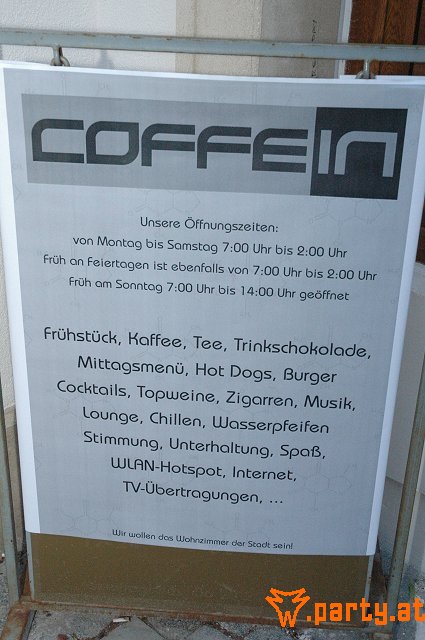 COFFEIN
Unsere Öffnungszeiten:
von Montag bis Samstag 7:00 Uhr bis 2:00 Uhr
Früh an Feiertagen ist ebenfalls von 7:00 Uhr bis 2:00 Uhr
Früh am Sonntag 7:00 Uhr bis 14:00 Uhr geöffnet
Frühstück, Kaffee, Tee, Trinkschokolade,
Mittagsmenü, Hot Dogs, Burger
Cocktails, Topweine, Zigarren, Musik,
Lounge, Chillen, Wasserpfeifen
Stimmung, Unterhaltung, Spaß,
WLAN-Hotspot, Internet,
TV-Übertragungen, ...
Wir wollen das Wohnzimmer der Stadt sein!
.party.at